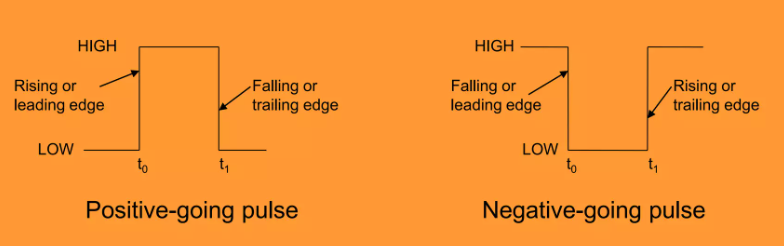 HIGH
Rising or
leading edge
Falling or
trailing edge
LOW
t0
t1
Positive-going pulse
HIGH
Falling or
leading edge
Rising or
trailing edge
LOW
t0
t1
Negative-going pulse